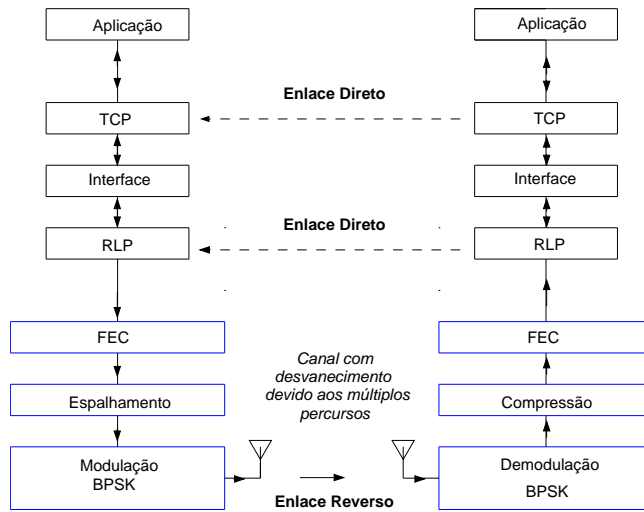 Aplicação
Aplicação
Enlace Direto
TCP
TCP
Interface
Interface
Enlace Direto
RLP
RLP
FEC
FEC
Canal com
desvanecimento
devido aos múltiplos
percursos
Espalhamento
Compressão
Modulação
BPSK
Demodulação
BPSK
Enlace Reverso